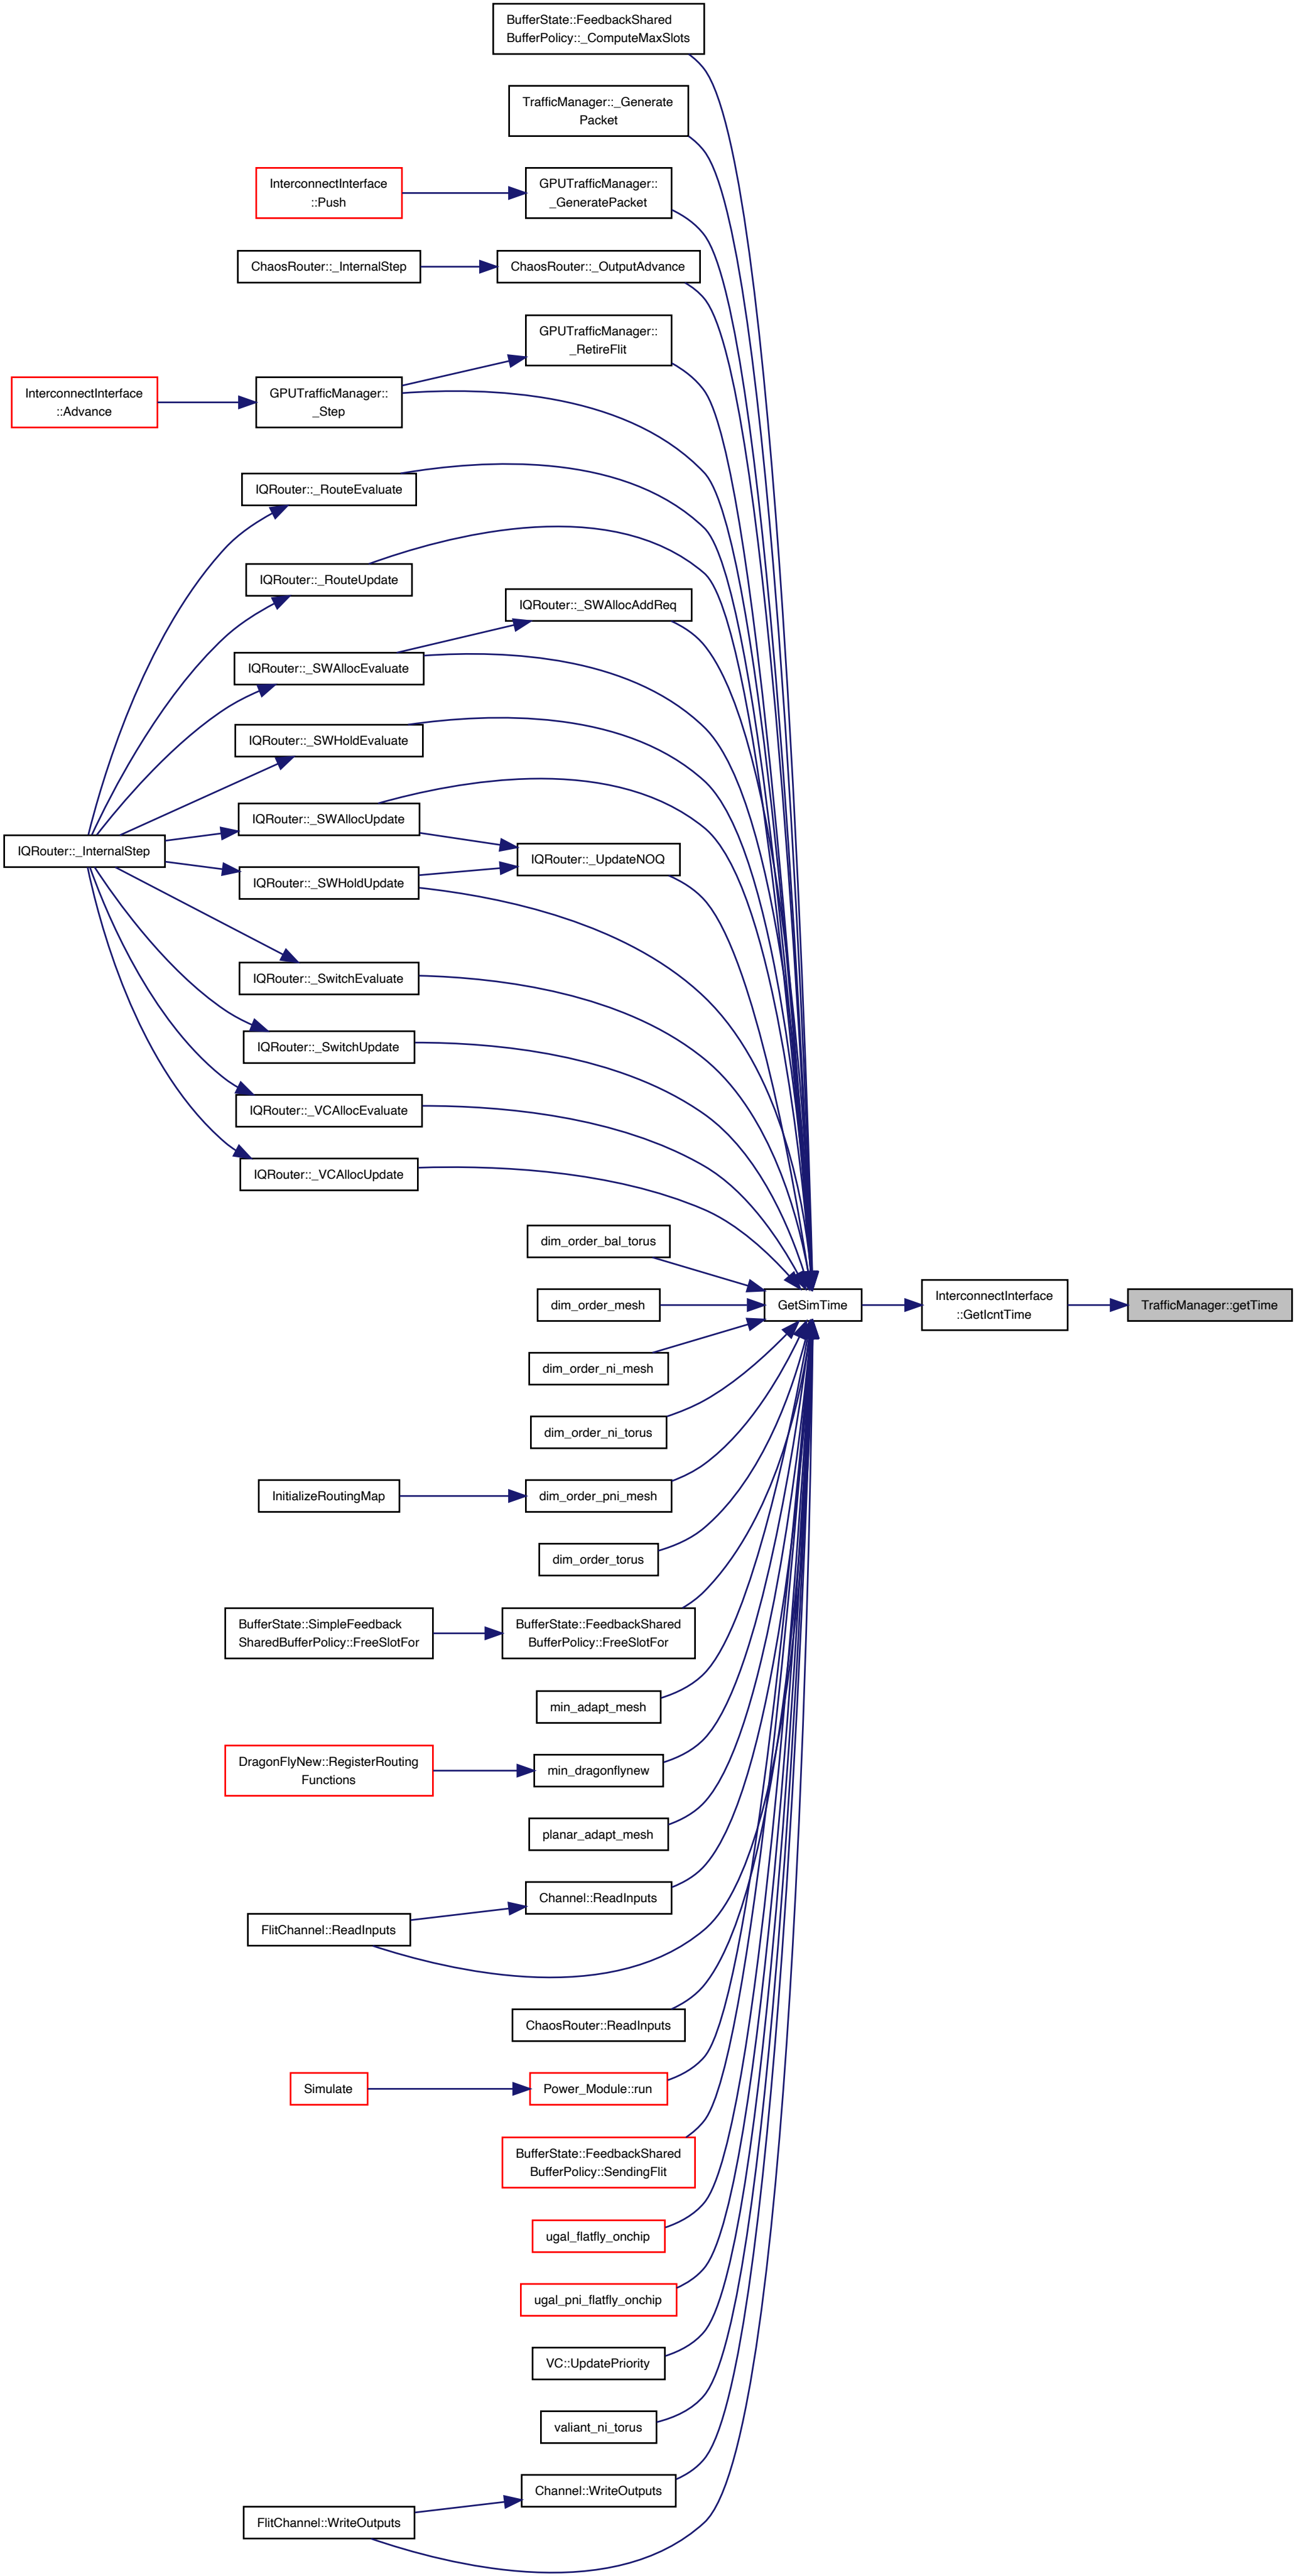 BufferState::FeedbackShared
BufferPolicy::_ComputeMaxSlots
TrafficManager::_Generate
Packet
InterconnectInterface
::Push
GPUTrafficManager::
_GeneratePacket
ChaosRouter::_InternalStep
ChaosRouter::_OutputAdvance
GPUTrafficManager::
_RetireFlit
InterconnectInterface
::Advance
GPUTrafficManager::
_Step
IQRouter::_RouteEvaluate
IQRouter::_RouteUpdate
IQRouter::_SWAllocAddReq
IQRouter::_SWAllocEvaluate
IQRouter::_SWHoldEvaluate
IQRouter::_SWAllocUpdate
IQRouter::_InternalStep
IQRouter::_UpdateNOQ
IQRouter::_SWHoldUpdate
IQRouter::_SwitchEvaluate
IQRouter::_SwitchUpdate
IQRouter::_VCAllocEvaluate
IQRouter::_VCAllocUpdate
dim_order_bal_torus
dim_order_mesh
GetSimTime
InterconnectInterface
::GetIcntTime
TrafficManager::getTime
dim_order_ni_mesh
dim_order_ni_torus
InitializeRoutingMap
dim_order_pni_mesh
dim_order_torus
BufferState::SimpleFeedback
SharedBufferPolicy::FreeSlotFor
BufferState::FeedbackShared
BufferPolicy::FreeSlotFor
min_adapt_mesh
DragonFlyNew::RegisterRouting
Functions
min_dragonflynew
planar_adapt_mesh
Channel::ReadInputs
FlitChannel::ReadInputs
ChaosRouter::ReadInputs
Simulate
Power_Module::run
BufferState::FeedbackShared
BufferPolicy::SendingFlit
ugal_flatfly_onchip
ugal_pni_flatfly_onchip
VC::UpdatePriority
valiant_ni_torus
Channel::WriteOutputs
FlitChannel::WriteOutputs